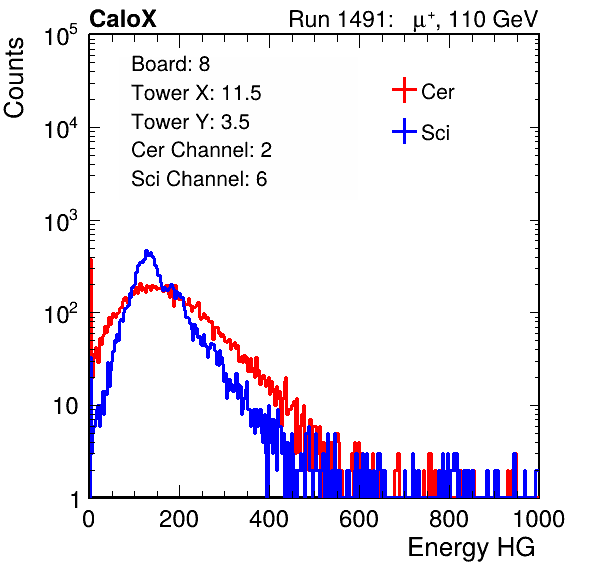 CaloX Run 1491: μ⁺, 110 GeV
Counts
Board: 8
Tower X: 11.5
Tower Y: 3.5
Cer Channel: 2
Sci Channel: 6
Cer
Sci
10⁵
10⁴
10³
10²
10
1
0 200 400 600 800 1000
Energy HG